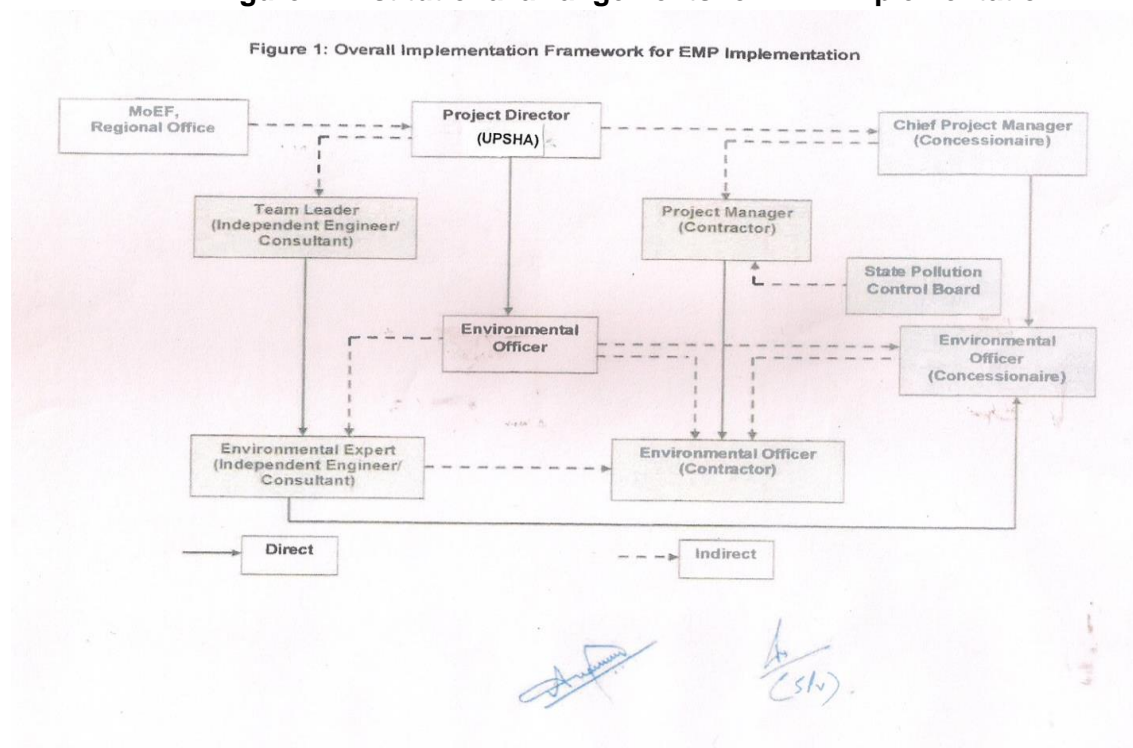 Figure 1: Overall Implementation Framework for EMP Implementation
MoEF,
Regional Office
Project Director
(UPSHA)
Chief Project Manager
(Concessionaire)
Team Leader
(Independent Engineer/
Consultant)
Project Manager
(Contractor)
State Pollution
Control Board
Environmental
Officer
Environmental
Officer
(Concessionaire)
Environmental Expert
(Independent Engineer/
Consultant)
Environmental Officer
(Contractor)
Direct
Indirect